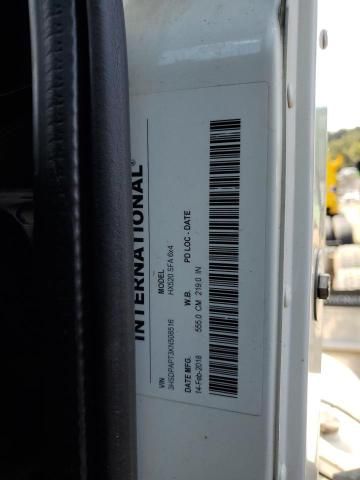 INTERNATIONAL®
VIN MODEL
3HSDPAPT3KN508516 HX520 SFA 6x4
DATE MFG. W.B. PD LOC - DATE
14-Feb-2018 555.0 CM 219.0 IN